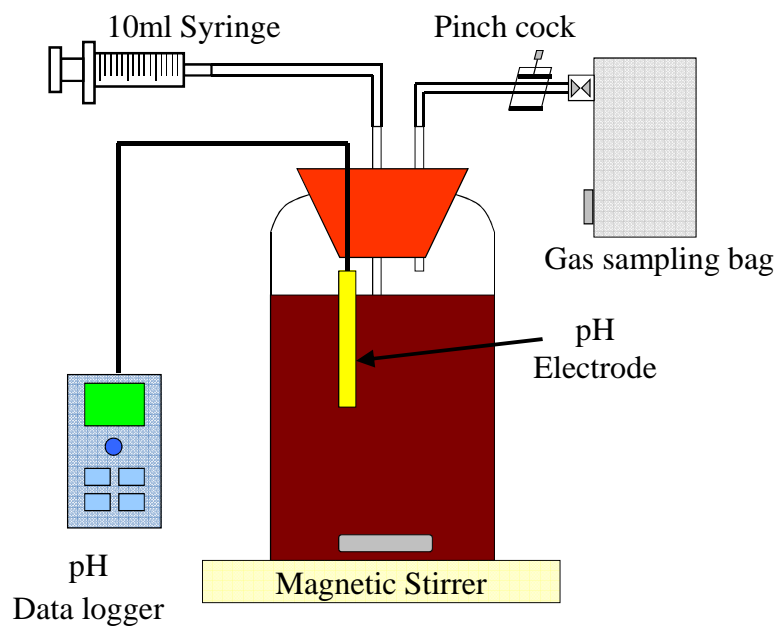 10ml Syringe
Pinch cock
Gas sampling bag
pH
Electrode
pH
Data logger
Magnetic Stirrer